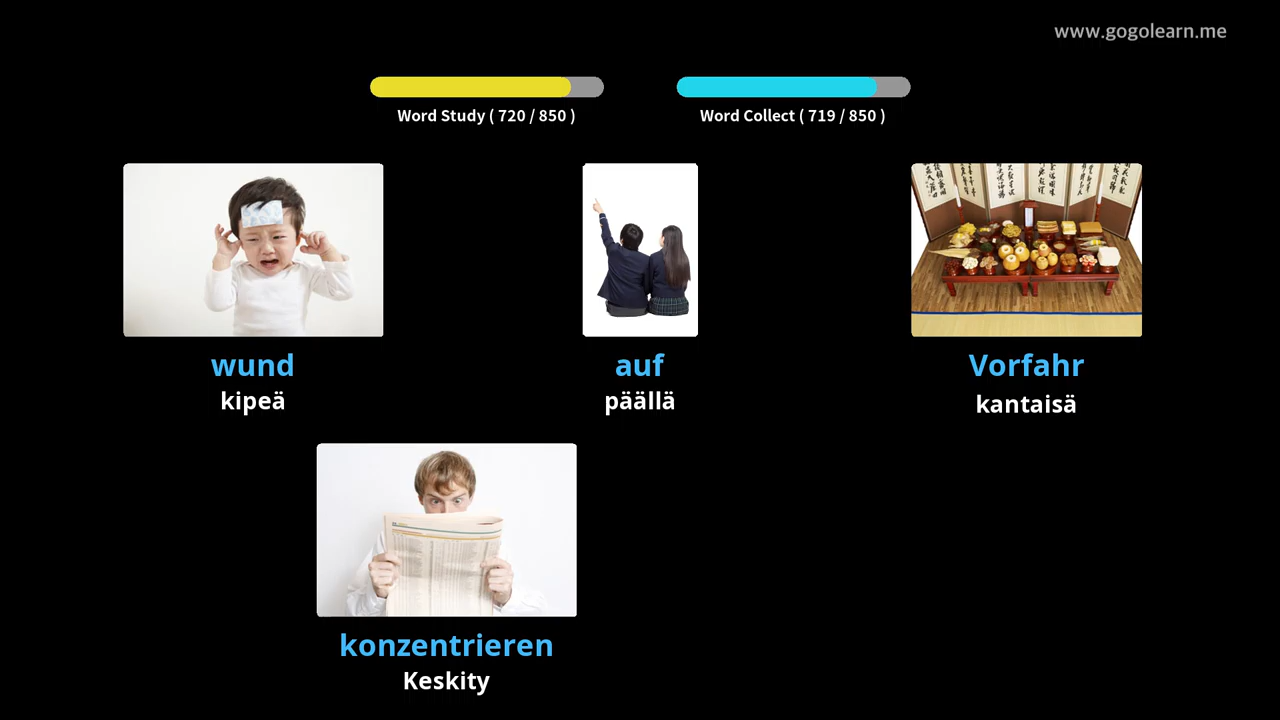 www.gogolearn.me
Word Study ( 720 / 850 )
Word Collect ( 719 / 850 )
wund
kipeä
auf
päällä
Vorfahr
kantaisä
konzentrieren
Keskity